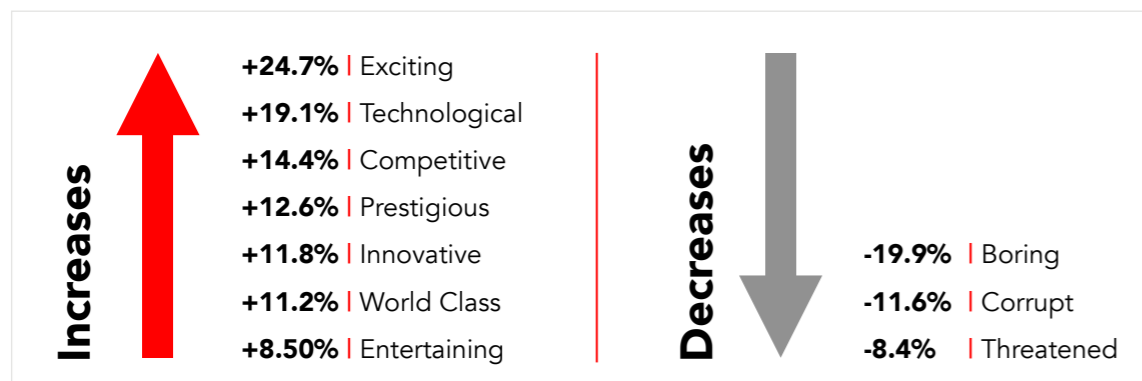 Increases
+24.7% | Exciting
+19.1% | Technological
+14.4% | Competitive
+12.6% | Prestigious
+11.8% | Innovative
+11.2% | World Class
+8.50% | Entertaining
Decreases
-19.9% | Boring
-11.6% | Corrupt
-8.4% | Threatened